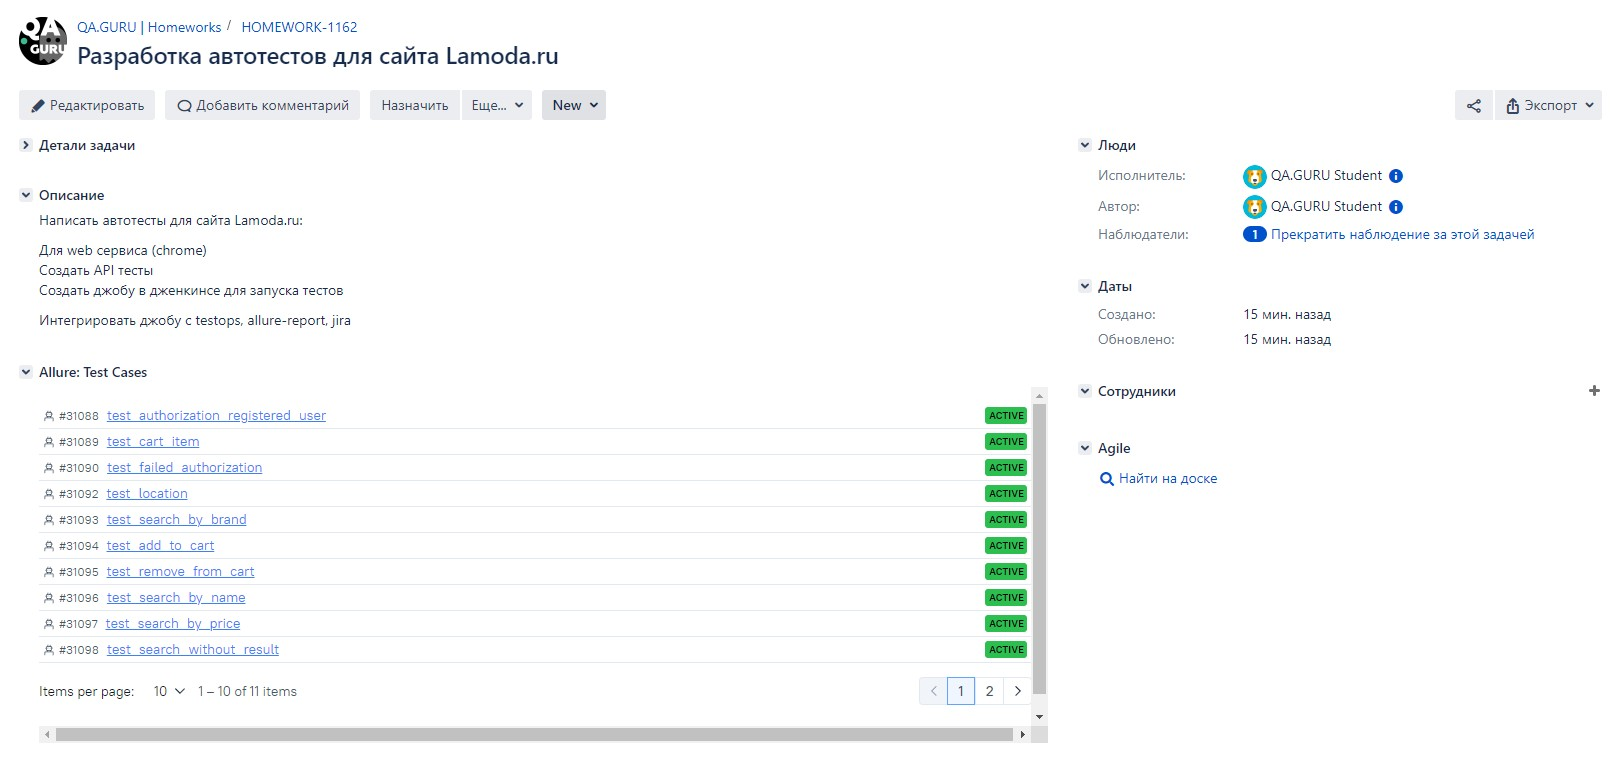 QA GURU
QA.GURU | Homeworks / HOMEWORK-1162
Разработка автотестов для сайта Lamoda.ru
Редактировать Добавить комментарий Назначить Еще... New Экспорт
Детали задачи
Описание
Написать автотесты для сайта Lamoda.ru:
Для web сервиса (chrome)
Создать API тесты
Создать джобу в дженкинсе для запуска тестов
Интегрировать джобу с testops, allure-report, jira
Allure: Test Cases
#31088 test_authorization_registered_user ACTIVE
#31089 test_cart_item ACTIVE
#31090 test_failed_authorization ACTIVE
#31092 test_location ACTIVE
#31093 test_search_by_brand ACTIVE
#31094 test_add_to_cart ACTIVE
#31095 test_remove_from_cart ACTIVE
#31096 test_search_by_name ACTIVE
#31097 test_search_by_price ACTIVE
#31098 test_search_without_result ACTIVE
Items per page: 10 1 – 10 of 11 items 1 2
Люди
Исполнитель: QA.GURU Student
Автор: QA.GURU Student
Наблюдатели: 1 Прекратить наблюдение за этой задачей
Даты
Создано: 15 мин. назад
Обновлено: 15 мин. назад
Сотрудники
Agile
Найти на доске